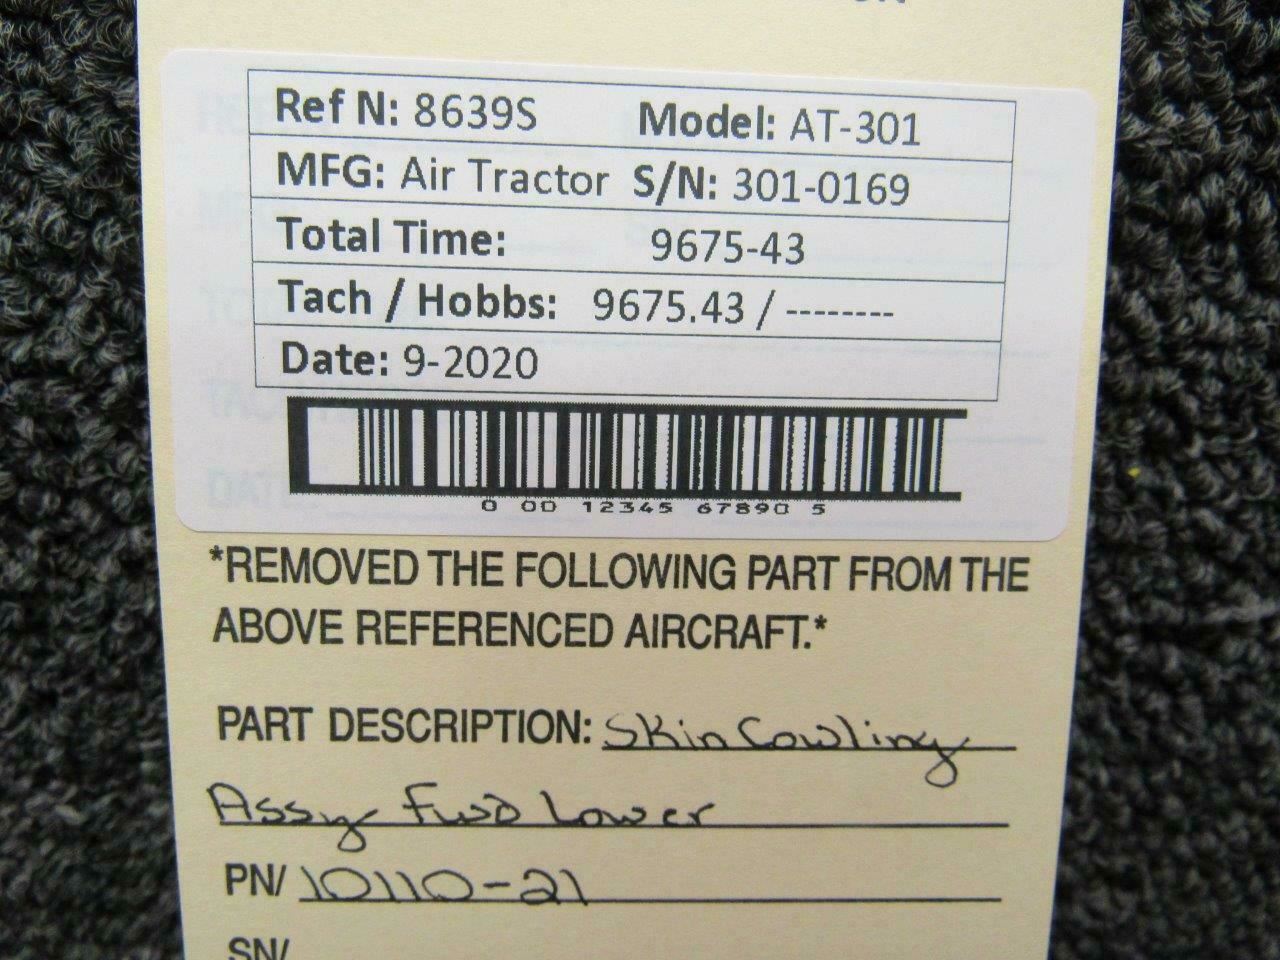 Ref N: 8639S Model: AT-301
MFG: Air Tractor S/N: 301-0169
Total Time: 9675-43
Tach / Hobbs: 9675.43 / --------
Date: 9-2020
0 00 12345 67890 5
*REMOVED THE FOLLOWING PART FROM THE
ABOVE REFERENCED AIRCRAFT.*
PART DESCRIPTION: Skin Cowling
Assy Fwd Lower
PN/ 10110-21
SN/